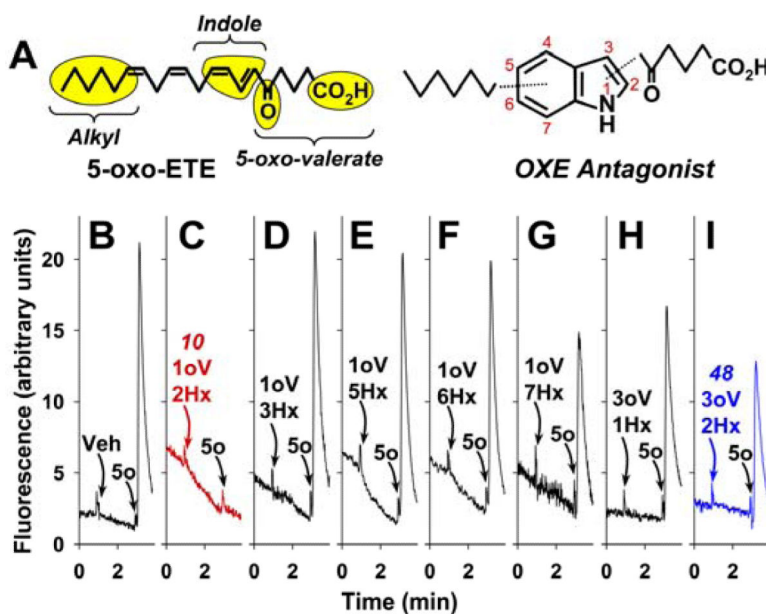 A
Indole
CO₂H
O
Alkyl
5-oxo-valerate
5-oxo-ETE
4
3
5
6
7
1
2
N
H
O
CO₂H
OXE Antagonist
Fluorescence (arbitrary units)
20
15
10
5
0
B
Veh
5o
C
10
1oV
2Hx
5o
D
1oV
3Hx
5o
E
1oV
5Hx
5o
F
1oV
6Hx
5o
G
1oV
7Hx
5o
H
3oV
1Hx
5o
I
48
3oV
2Hx
5o
0 2 0 2 0 2 0 2 0 2 0 2 0 2 0 2
Time (min)